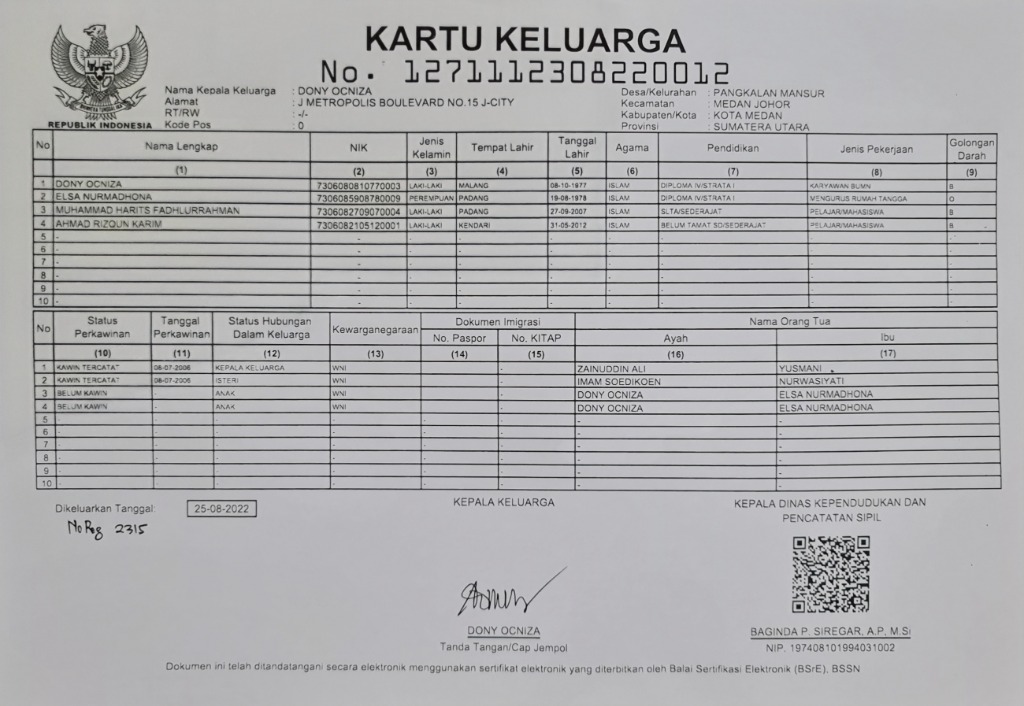 KARTU KELUARGA
No. 1271112308220012
REPUBLIK INDONESIA
Nama Kepala Keluarga : DONY OCNIZA
Alamat : J METROPOLIS BOULEVARD NO.15 J-CITY
RT/RW : -/-
Kode Pos : 0
Desa/Kelurahan : PANGKALAN MANSUR
Kecamatan : MEDAN JOHOR
Kabupaten/Kota : KOTA MEDAN
Provinsi : SUMATERA UTARA
No Nama Lengkap NIK Jenis Kelamin Tempat Lahir Tanggal Lahir Agama Pendidikan Jenis Pekerjaan Golongan Darah
(1) (2) (3) (4) (5) (6) (7) (8) (9)
1 DONY OCNIZA 7306080810770003 LAKI-LAKI MALANG 08-10-1977 ISLAM DIPLOMA IV/STRATA I KARYAWAN BUMN B
2 ELSA NURMADHONA 7306085908780009 PEREMPUAN PADANG 19-08-1978 ISLAM DIPLOMA IV/STRATA I MENGURUS RUMAH TANGGA O
3 MUHAMMAD HARITS FADHLURRAHMAN 7306082709070004 LAKI-LAKI PADANG 27-09-2007 ISLAM SLTA/SEDERAJAT PELAJAR/MAHASISWA B
4 AHMAD RIZQUN KARIM 7306082105120001 LAKI-LAKI KENDARI 31-05-2012 ISLAM BELUM TAMAT SD/SEDERAJAT PELAJAR/MAHASISWA B
5 - - - - - - - -
6 - - - - - - - -
7 - - - - - - - -
8 - - - - - - - -
9 - - - - - - - -
10 - - - - - - - -
No Status Perkawinan Tanggal Perkawinan Status Hubungan Dalam Keluarga Kewarganegaraan Dokumen Imigrasi Nama Orang Tua
No. Paspor No. KITAP Ayah Ibu
(10) (11) (12) (13) (14) (15) (16) (17)
1 KAWIN TERCATAT 08-07-2006 KEPALA KELUARGA WNI - - ZAINUDDIN ALI YUSMANI
2 KAWIN TERCATAT 08-07-2006 ISTERI WNI - - IMAM SOEDIKOEN NURWASIYATI
3 BELUM KAWIN - ANAK WNI - - DONY OCNIZA ELSA NURMADHONA
4 BELUM KAWIN - ANAK WNI - - DONY OCNIZA ELSA NURMADHONA
5 - - - - - - - -
6 - - - - - - - -
7 - - - - - - - -
8 - - - - - - - -
9 - - - - - - - -
10 - - - - - - - -
Dikeluarkan Tanggal: 25-08-2022
No Reg 2315
KEPALA KELUARGA
DONY OCNIZA
Tanda Tangan/Cap Jempol
KEPALA DINAS KEPENDUDUKAN DAN
PENCATATAN SIPIL
BAGINDA P. SIREGAR, A.P, M.Si
NIP. 197408101994031002
Dokumen ini telah ditandatangani secara elektronik menggunakan sertifikat elektronik yang diterbitkan oleh Balai Sertifikasi Elektronik (BSrE), BSSN